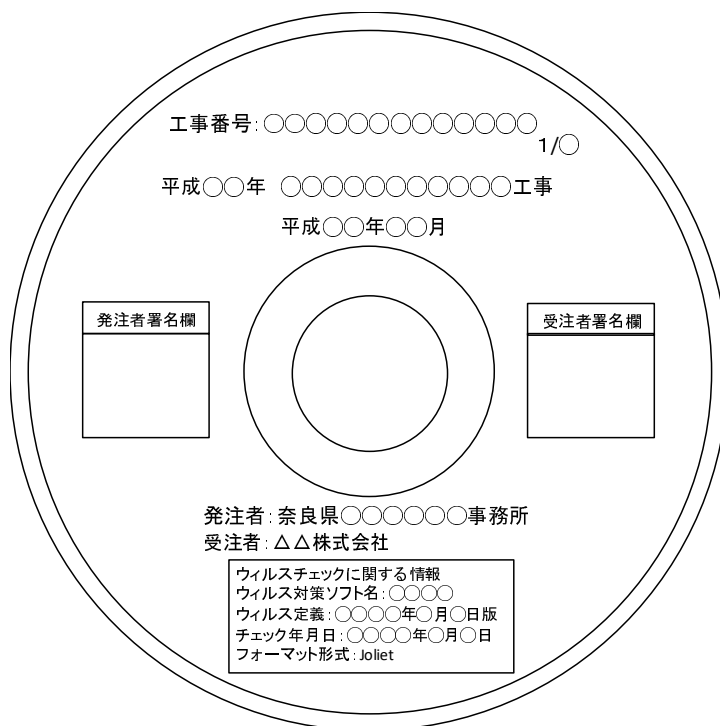 工事番号:○○○○○○○○○○○○○
1/○
平成○○年 ○○○○○○○○○○○工事
平成○○年○○月
発注者署名欄
受注者署名欄
発注者:奈良県○○○○○○事務所
受注者:△△株式会社
ウィルスチェックに関する情報
ウィルス対策ソフト名:○○○○
ウィルス定義:○○○○年○月○日版
チェック年月日:○○○○年○月○日
フォーマット形式:Joliet